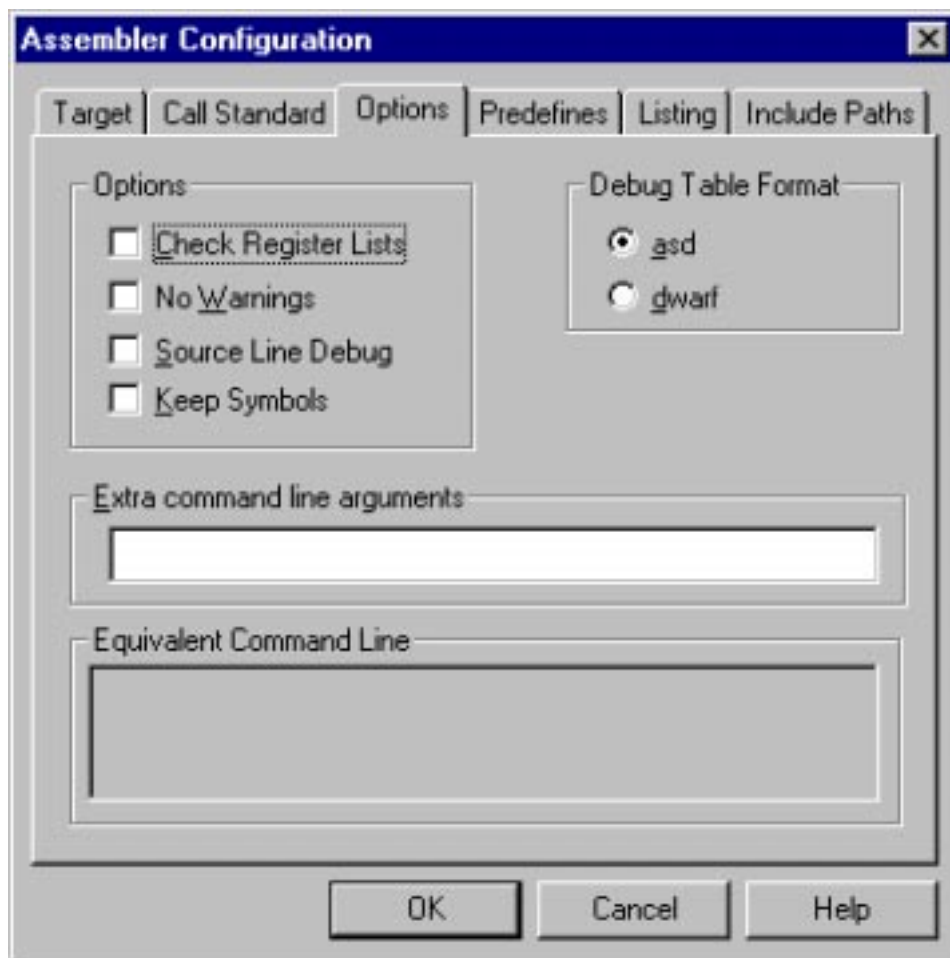 Assembler Configuration
Target Call Standard Options Predefines Listing Include Paths
Options
Check Register Lists
No Warnings
Source Line Debug
Keep Symbols
Debug Table Format
asd
dwarf
Extra command line arguments
Equivalent Command Line
OK Cancel Help